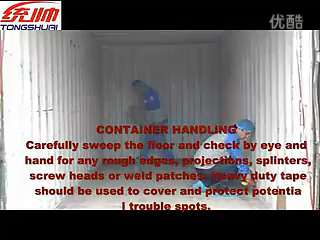 统帅
TONGSHUAI
优酷
CONTAINER HANDLING
Carefully sweep the floor and check by eye and
hand for any rough edges, projections, splinters,
screw heads or weld patches. Heavy duty tape
should be used to cover and protect potentia
l trouble spots.